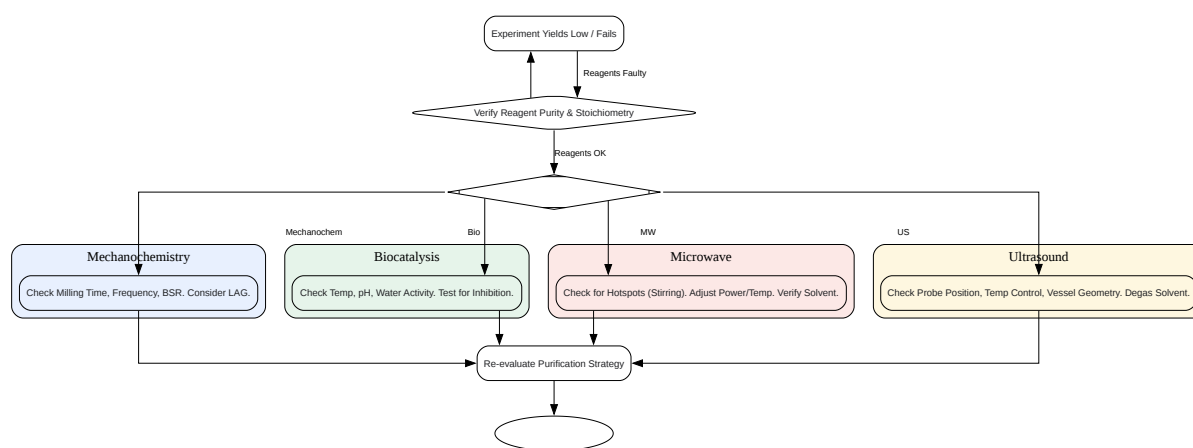 Experiment Yields Low / Fails
Reagents Faulty
Verify Reagent Purity & Stoichiometry
Reagents OK
Mechanochem
Bio
MW
US
Mechanochemistry
Biocatalysis
Microwave
Ultrasound
Check Milling Time, Frequency, BSR. Consider LAG.
Check Temp, pH, Water Activity. Test for Inhibition.
Check for Hotspots (Stirring). Adjust Power/Temp. Verify Solvent.
Check Probe Position, Temp Control, Vessel Geometry. Degas Solvent.
Re-evaluate Purification Strategy